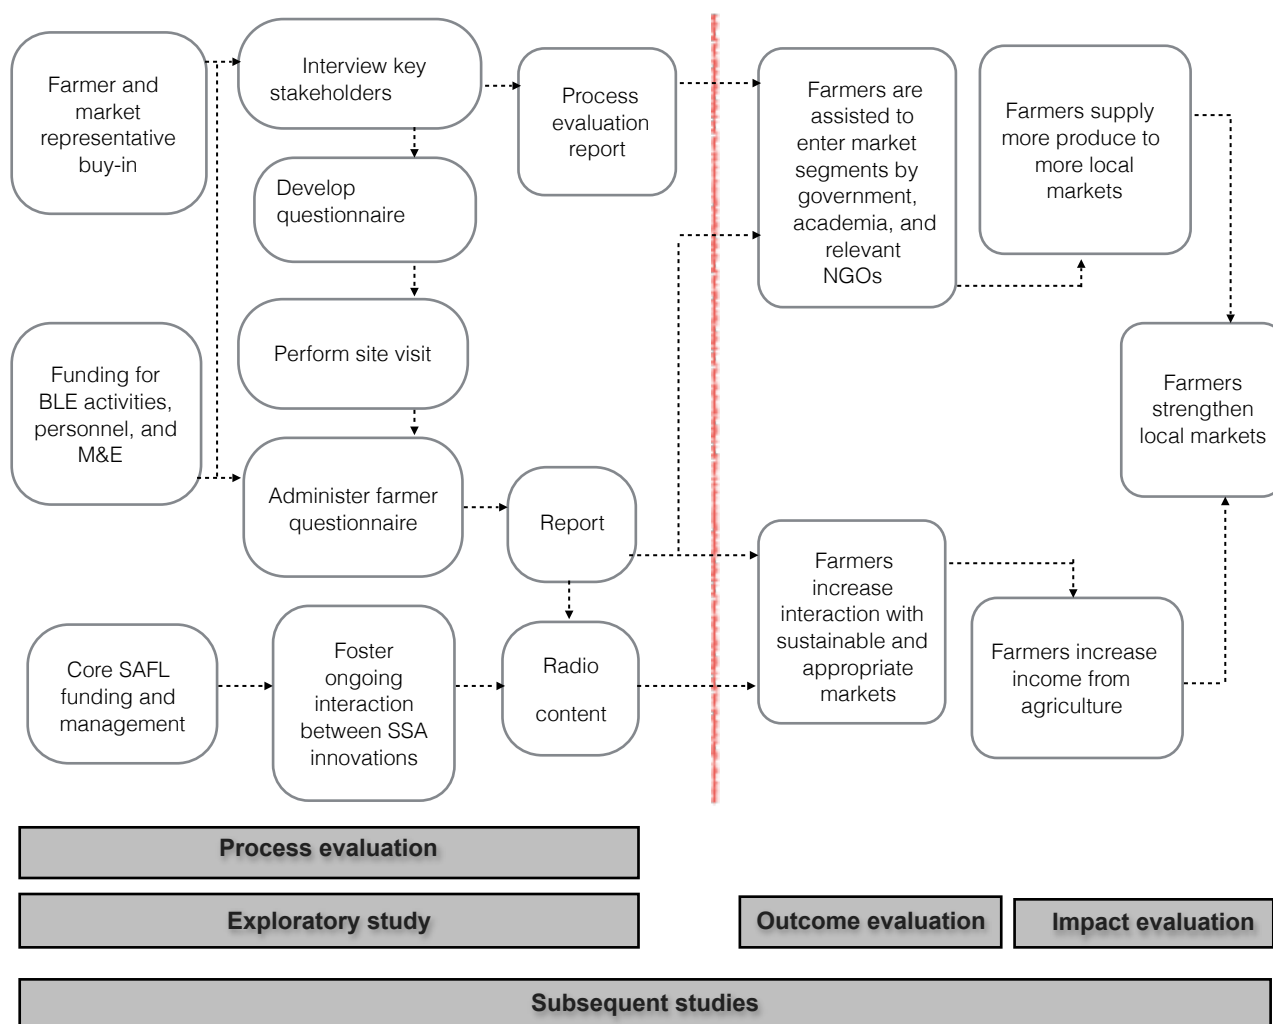 Farmer and
market
representative
buy-in
Interview key
stakeholders
Process
evaluation
report
Develop
questionnaire
Perform site visit
Funding for
BLE activities,
personnel, and
M&E
Administer farmer
questionnaire
Report
Core SAFL
funding and
management
Foster
ongoing
interaction
between SSA
innovations
Radio
content
Farmers are
assisted to
enter market
segments by
government,
academia, and
relevant
NGOs
Farmers supply
more produce to
more local
markets
Farmers
strengthen
local markets
Farmers
increase
interaction with
sustainable and
appropriate
markets
Farmers increase
income from
agriculture
Process evaluation
Exploratory study
Outcome evaluation
Impact evaluation
Subsequent studies